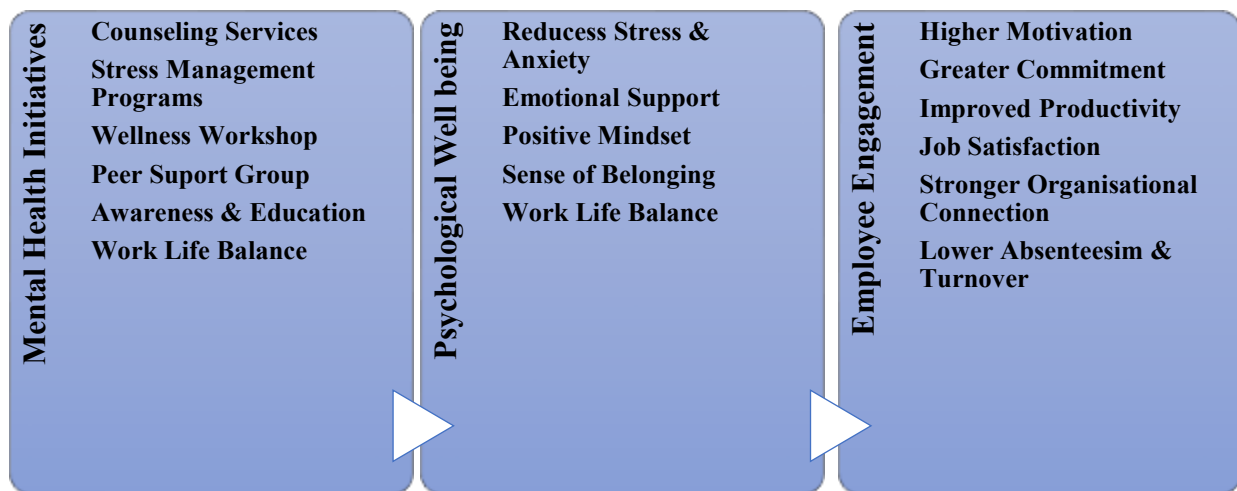 Mental Health Initiatives
Counseling Services
Stress Management
Programs
Wellness Workshop
Peer Suport Group
Awareness & Education
Work Life Balance
Psychological Well being
Reducess Stress &
Anxiety
Emotional Support
Positive Mindset
Sense of Belonging
Work Life Balance
Employee Engagement
Higher Motivation
Greater Commitment
Improved Productivity
Job Satisfaction
Stronger Organisational
Connection
Lower Absenteesim &
Turnover